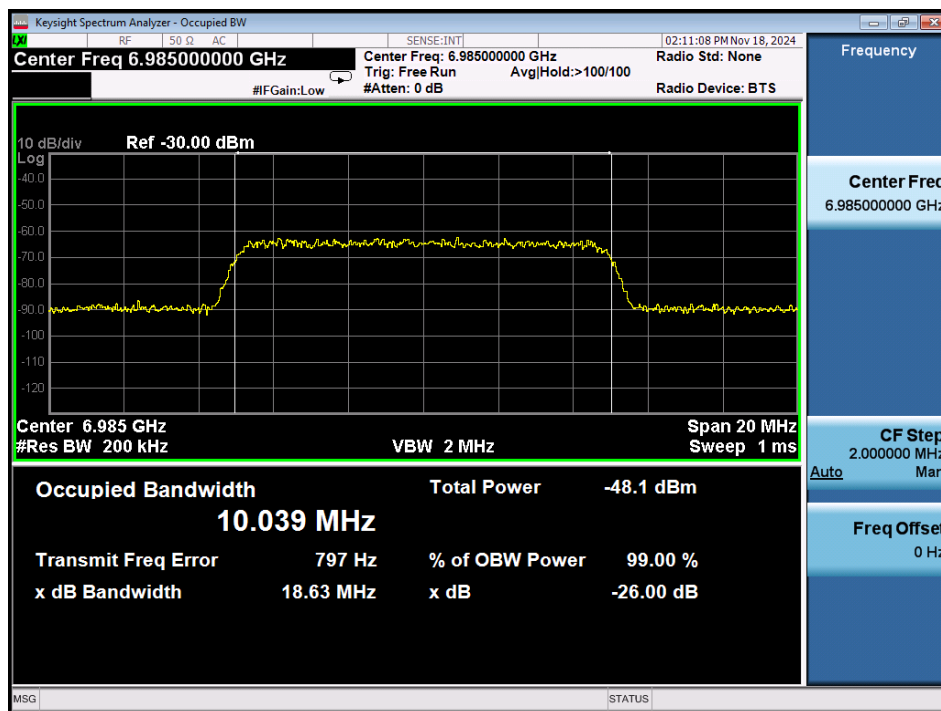 Keysight Spectrum Analyzer - Occupied BW
LXI RF 50 Ω AC SENSE:INT 02:11:08 PM Nov 18, 2024
Center Freq 6.985000000 GHz
Center Freq: 6.985000000 GHz
Radio Std: None
Trig: Free Run Avg|Hold:>100/100
#IFGain:Low
#Atten: 0 dB
Radio Device: BTS
10 dB/div Ref -30.00 dBm
Log
-40.0
-50.0
-60.0
-70.0
-80.0
-90.0
-100
-110
-120
Center 6.985 GHz Span 20 MHz
#Res BW 200 kHz VBW 2 MHz Sweep 1 ms
Occupied Bandwidth Total Power -48.1 dBm
10.039 MHz
Transmit Freq Error 797 Hz % of OBW Power 99.00 %
x dB Bandwidth 18.63 MHz x dB -26.00 dB
MSG STATUS
Frequency
Center Freq
6.985000000 GHz
CF Step
2.000000 MHz
Auto Man
Freq Offset
0 Hz